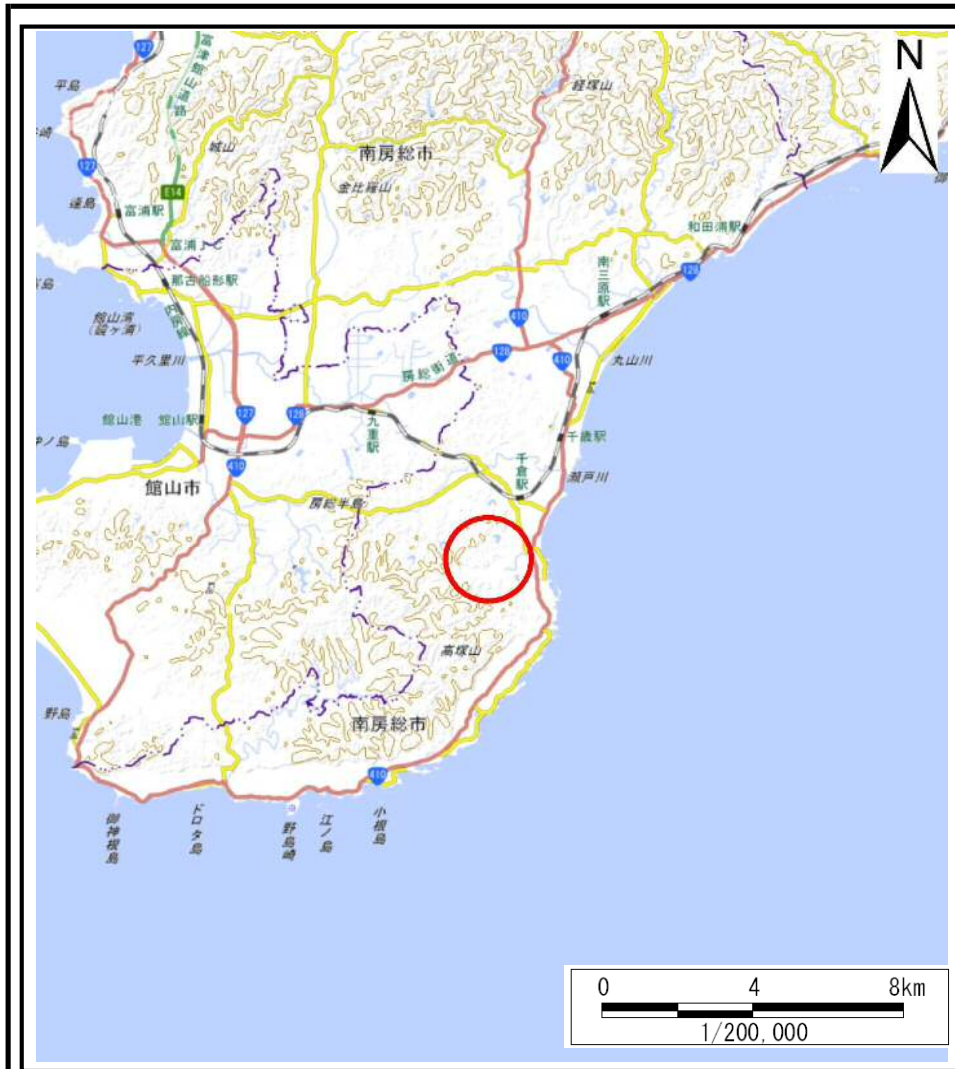 127
富津館山道路
平島
経塚山
N
127
城山
南房総市
金比羅山
E14
富浦駅
富浦JC
和田浦駅
128
南三原駅
那古船形駅
内房線
館山湾
(鏡ヶ浦)
410
128
410
丸山川
平久里川
房総街道
館山港
館山駅
127
128
九重駅
千歳駅
410
千倉駅
瀬戸川
館山市
房総半島
高塚山
野島
南房総市
410
御神根島
ドロタ島
野島崎
江ノ島
小根島
0 4 8km
1/200,000